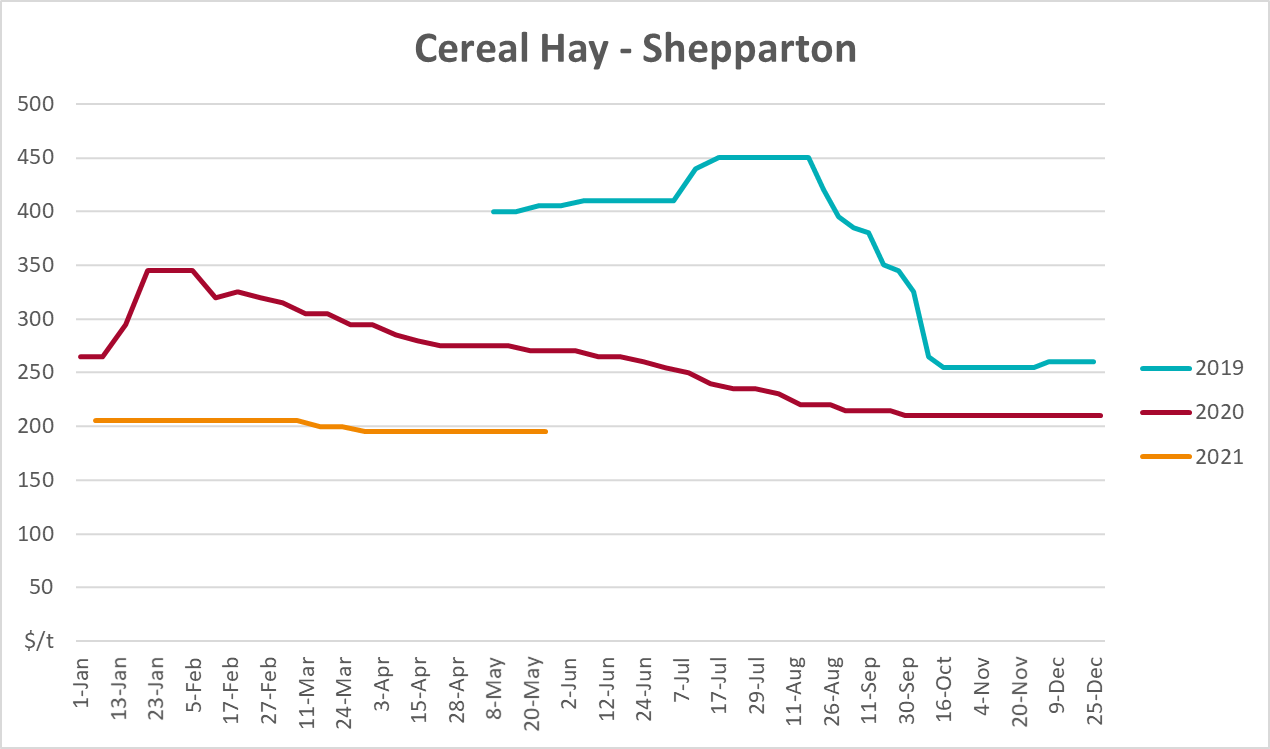 Cereal Hay - Shepparton
500
450
400
350
300
250
200
150
100
50
$/t
1-Jan
13-Jan
23-Jan
5-Feb
17-Feb
27-Feb
11-Mar
24-Mar
3-Apr
15-Apr
28-Apr
8-May
20-May
2-Jun
12-Jun
24-Jun
7-Jul
17-Jul
29-Jul
11-Aug
26-Aug
11-Sep
30-Sep
16-Oct
4-Nov
20-Nov
9-Dec
25-Dec
2019
2020
2021